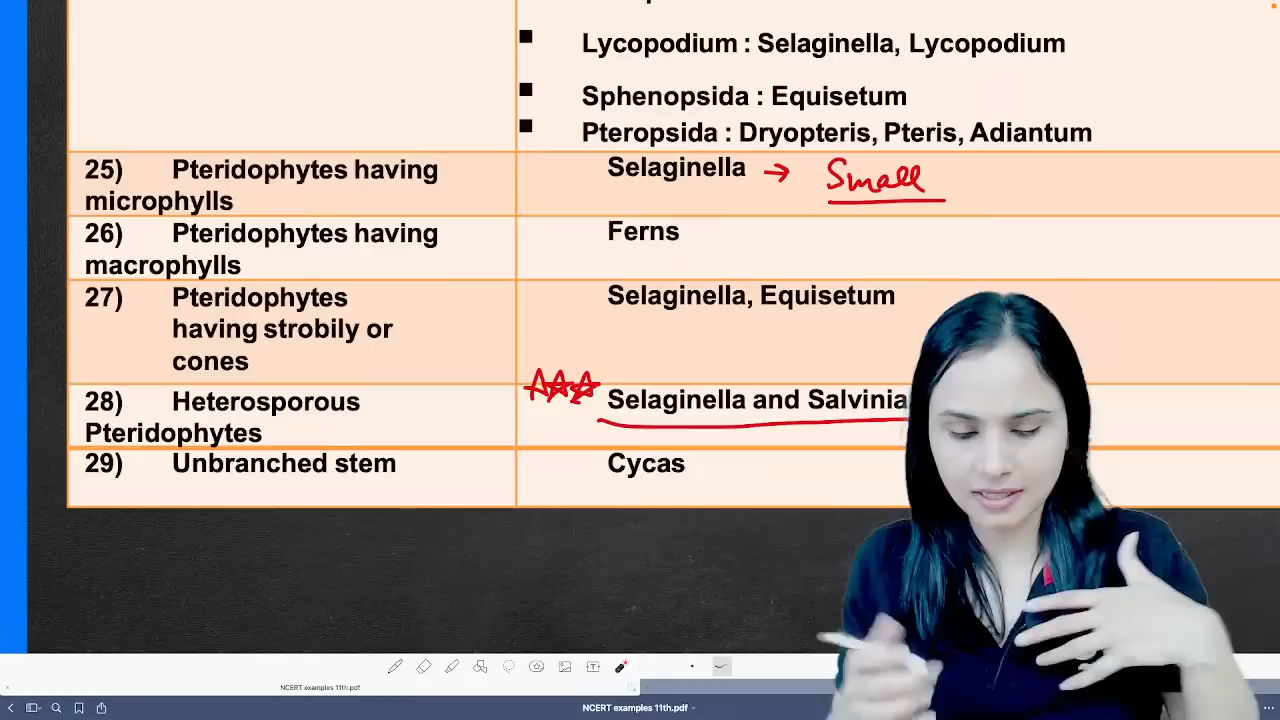 Lycopodium : Selaginella, Lycopodium
Sphenopsida : Equisetum
Pteropsida : Dryopteris, Pteris, Adiantum
25) Pteridophytes having
microphylls
Selaginella → Small
26) Pteridophytes having
macrophylls
Ferns
27) Pteridophytes
having strobily or
cones
Selaginella, Equisetum
28) Heterosporous
Pteridophytes
Selaginella and Salvinia
29) Unbranched stem
Cycas
NCERT examples 11th.pdf
NCERT examples 11th.pdf